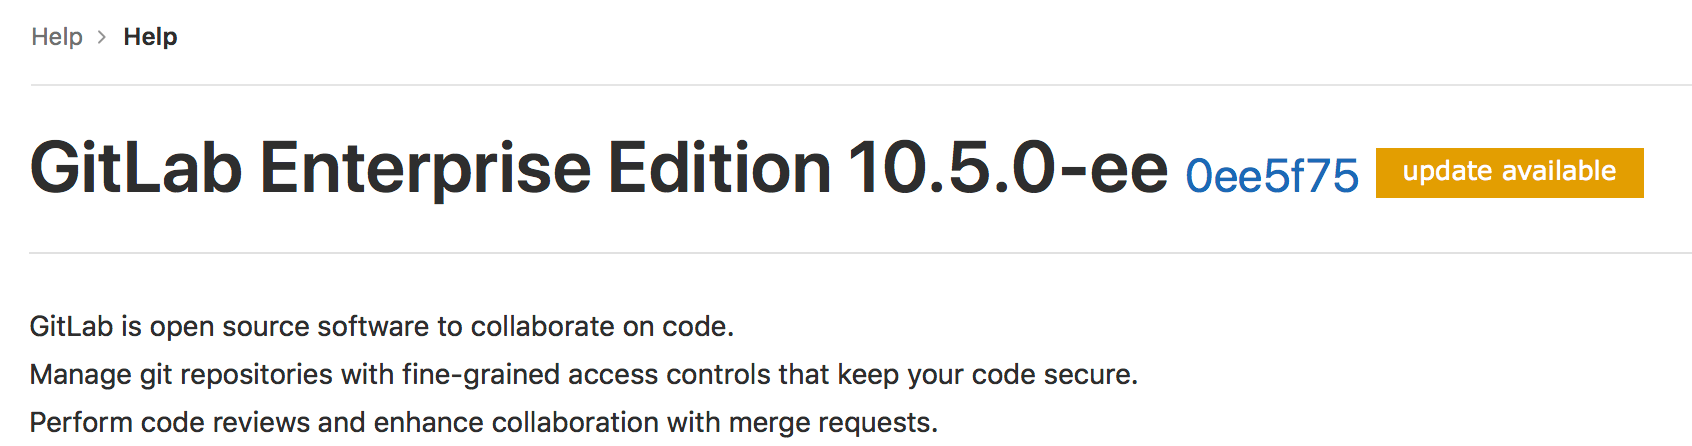 Help > Help
GitLab Enterprise Edition 10.5.0-ee 0ee5f75 update available
GitLab is open source software to collaborate on code.
Manage git repositories with fine-grained access controls that keep your code secure.
Perform code reviews and enhance collaboration with merge requests.